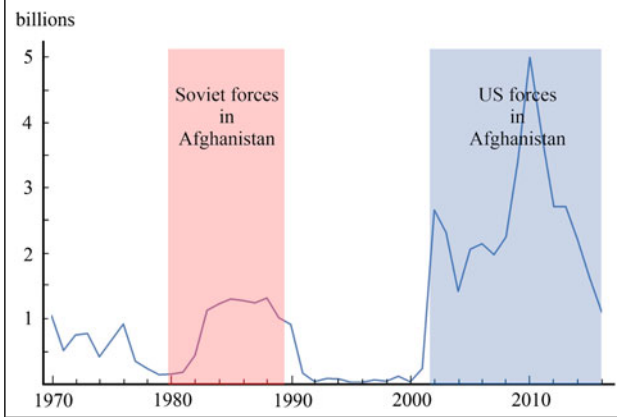 billions
5
Soviet forces
in
Afghanistan
US forces
in
Afghanistan
4
3
2
1
1970 1980 1990 2000 2010